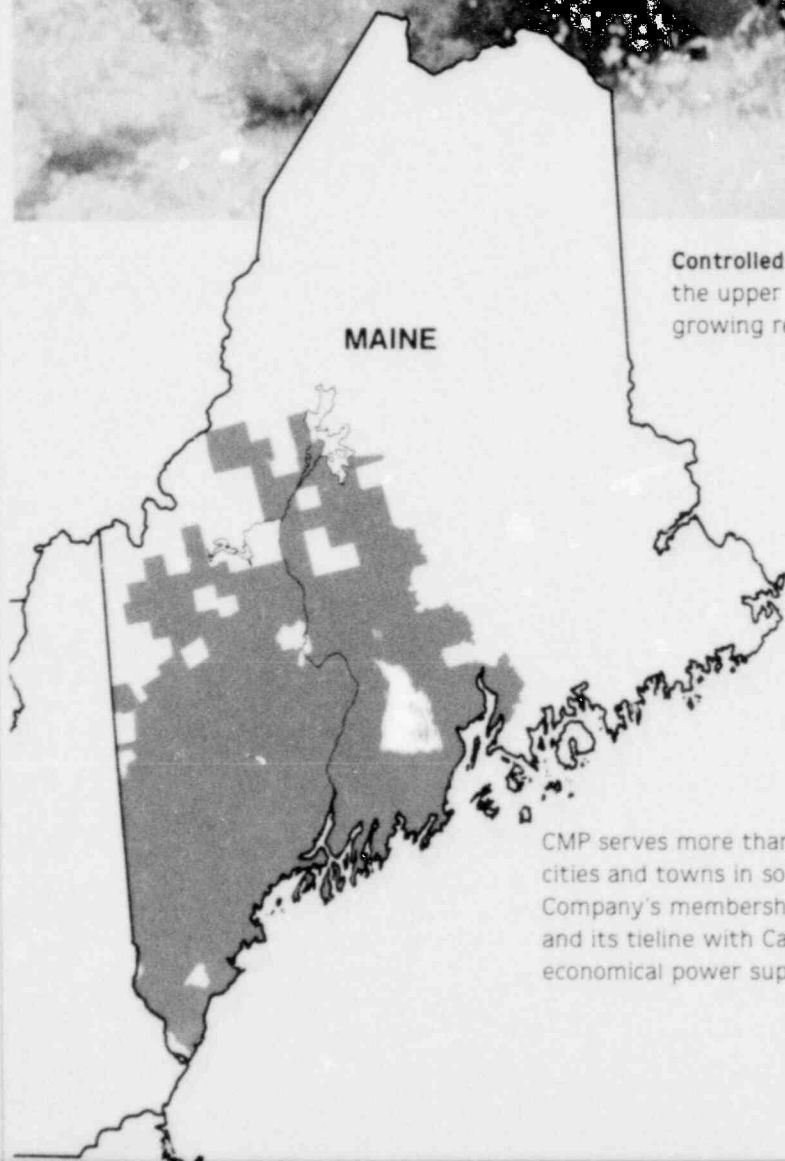 Controlled
the upper
growing re
MAINE
CMP serves more than
cities and towns in so
Company's membersh
and its tieline with Ca
economical power sup